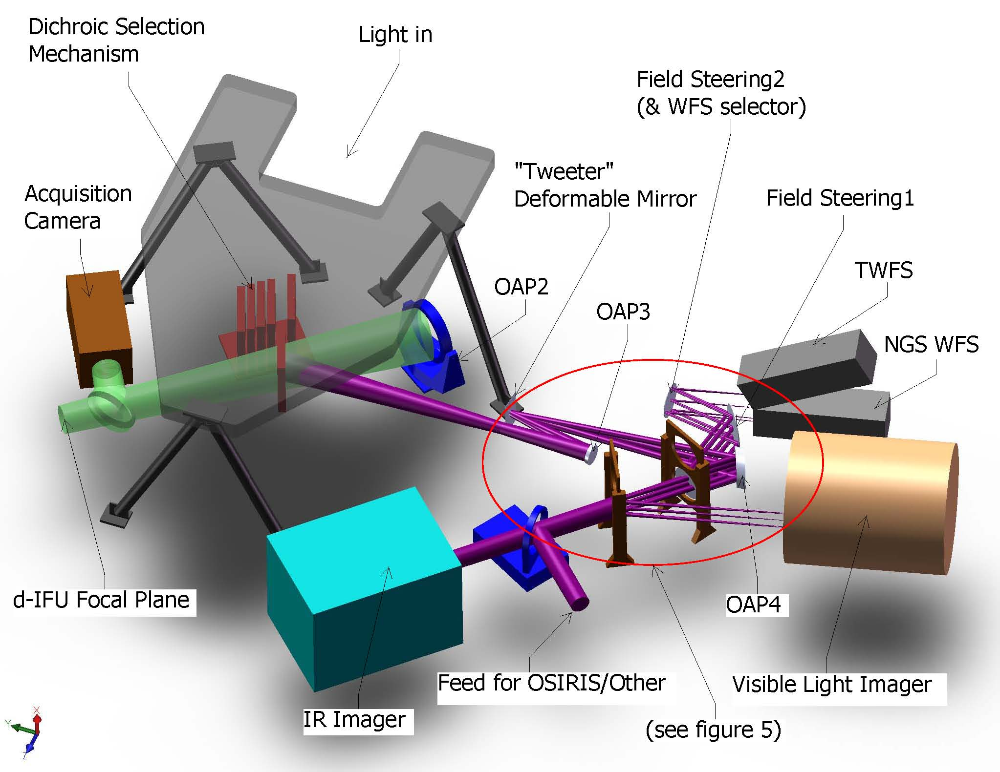 Dichroic Selection
Mechanism
Light in
Field Steering2
(& WFS selector)
"Tweeter"
Deformable Mirror
Acquisition
Camera
Field Steering1
TWFS
OAP2
OAP3
NGS WFS
d-IFU Focal Plane
OAP4
Feed for OSIRIS/Other
Visible Light Imager
IR Imager
(see figure 5)
X
Y
Z